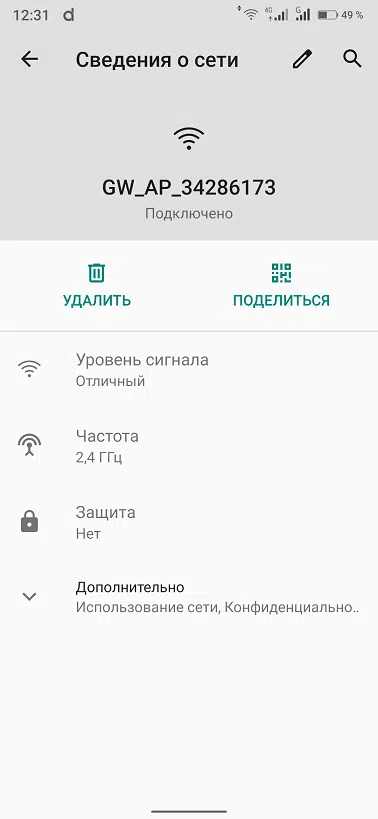 12:31 d 4G G 49 %
Сведения о сети
GW_AP_34286173
Подключено
УДАЛИТЬ ПОДЕЛИТЬСЯ
Уровень сигнала
Отличный
Частота
2,4 ГГц
Защита
Нет
Дополнительно
Использование сети, Конфиденциально..